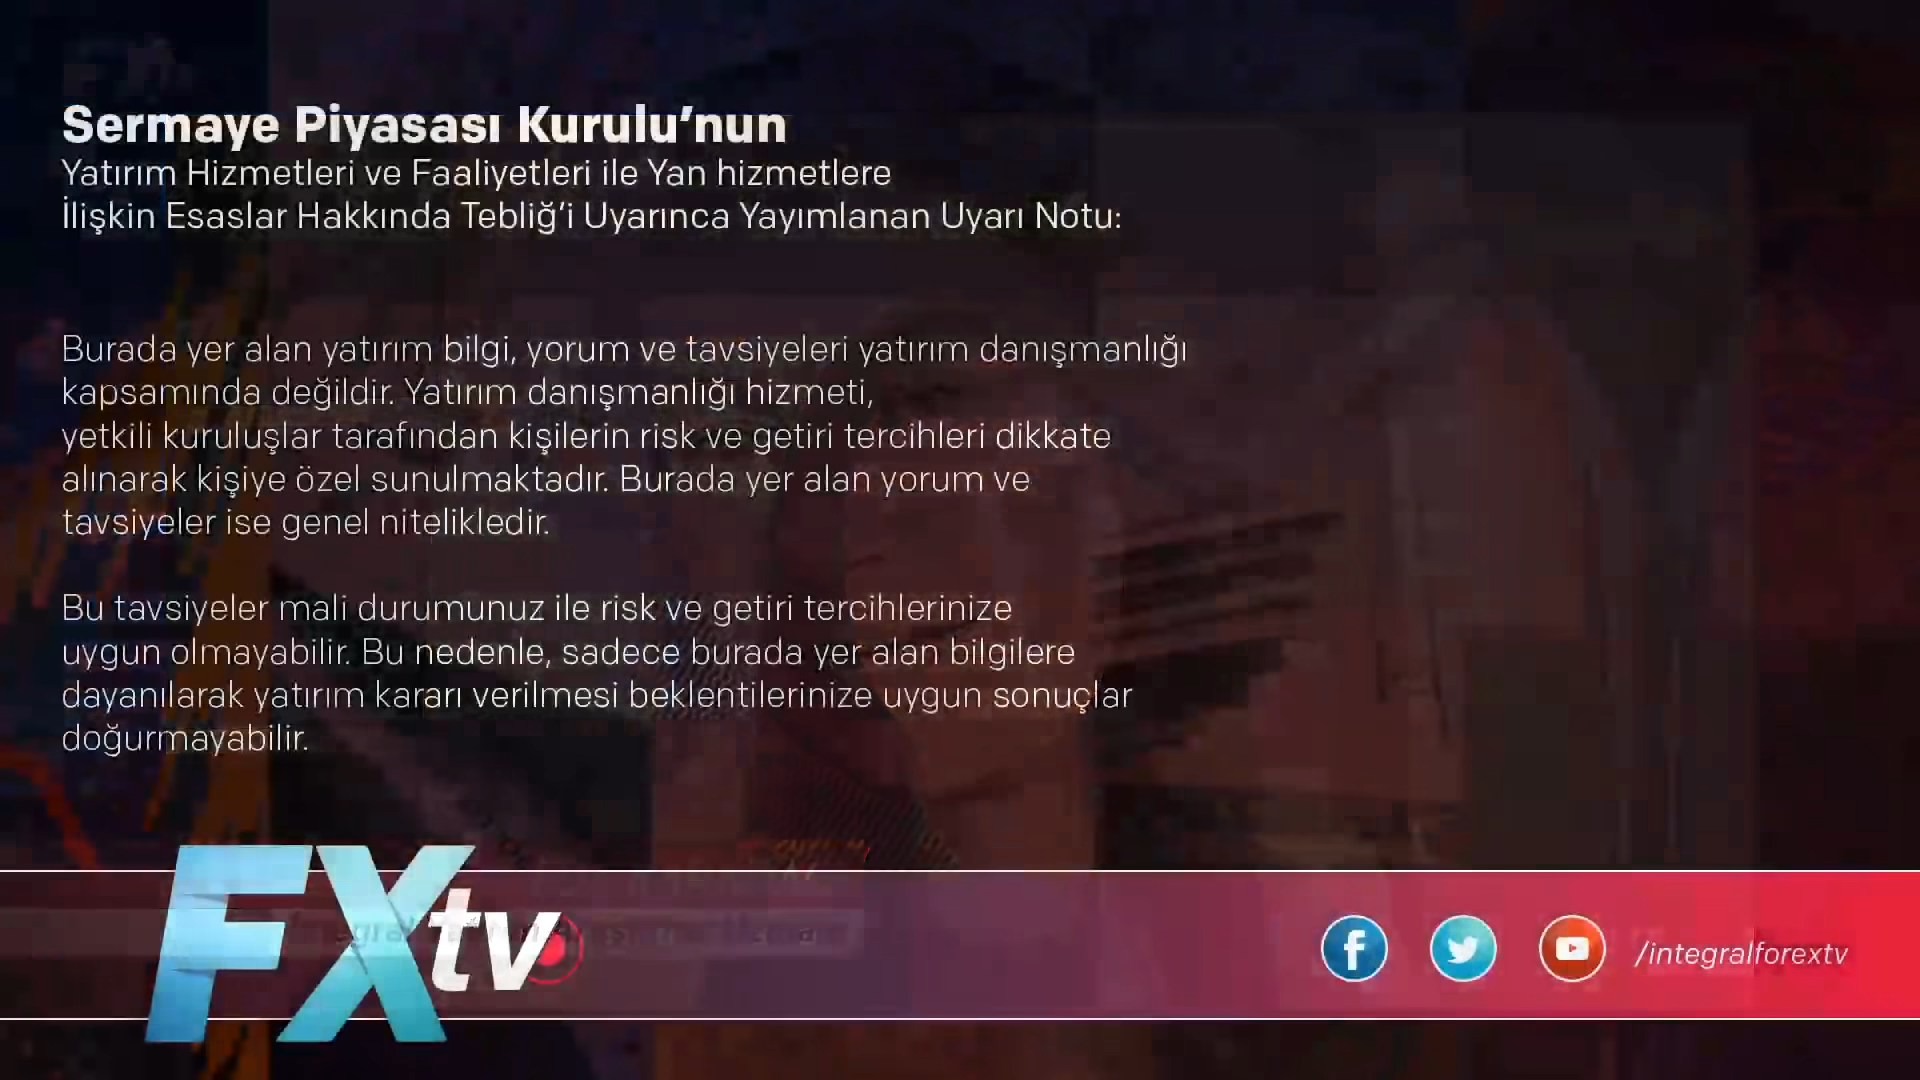 Sermaye Piyasası Kurulu’nun
Yatırım Hizmetleri ve Faaliyetleri ile Yan hizmetlere
İlişkin Esaslar Hakkında Tebliğ’i Uyarınca Yayımlanan Uyarı Notu:
Burada yer alan yatırım bilgi, yorum ve tavsiyeleri yatırım danışmanlığı
kapsamında değildir. Yatırım danışmanlığı hizmeti,
yetkili kuruluşlar tarafından kişilerin risk ve getiri tercihleri dikkate
alınarak kişiye özel sunulmaktadır. Burada yer alan yorum ve
tavsiyeler ise genel niteliktedir.
Bu tavsiyeler mali durumunuz ile risk ve getiri tercihlerinize
uygun olmayabilir. Bu nedenle, sadece burada yer alan bilgilere
dayanılarak yatırım kararı verilmesi beklentilerinize uygun sonuçlar
doğurmayabilir.
FXtv
/integralforextv